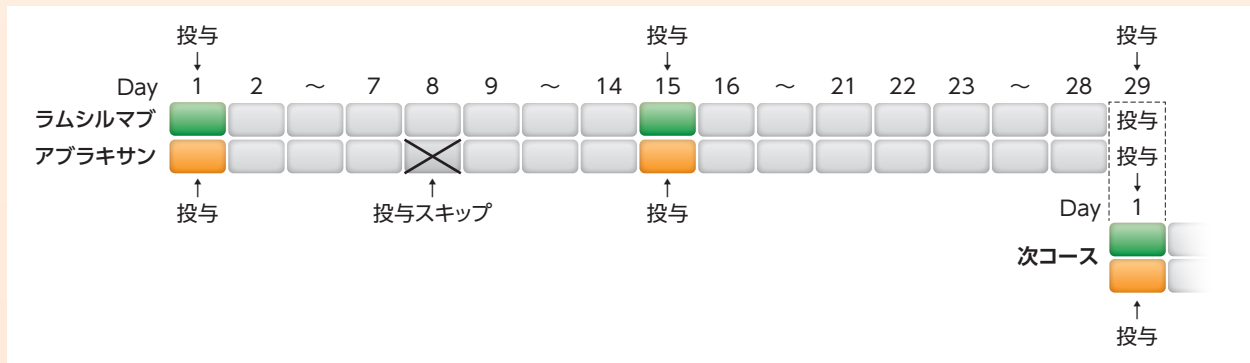 投与 投与 投与
↓ ↓ ↓
Day 1 2 ～ 7 8 9 ～ 14 15 16 ～ 21 22 23 ～ 28 29
ラムシルマブ 投与
アブラキサン 投与
↑ ↑ ↑ ↓
投与 投与スキップ 投与
Day 1
次コース
↑
投与